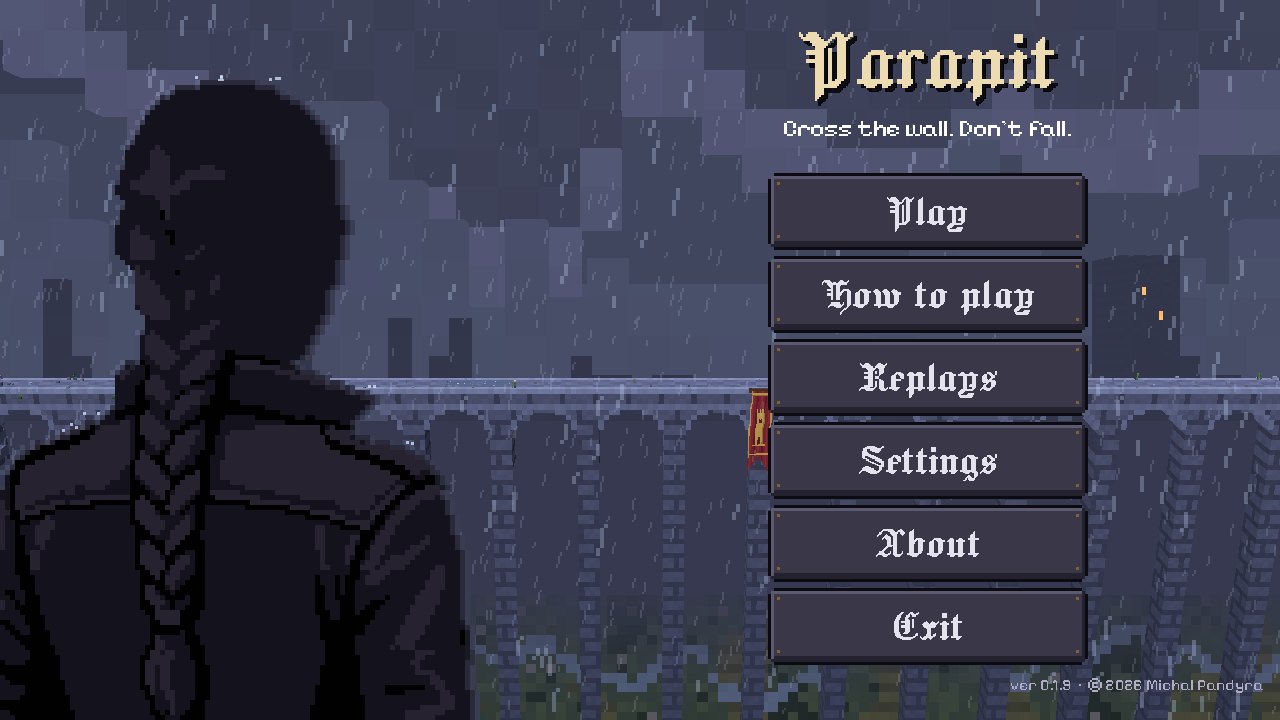 Parapit
Cross the wall. Don't fall.
Play
How to play
Replays
Settings
About
Exit
ver 0.1.9 · © 2026 Michal Pandyra